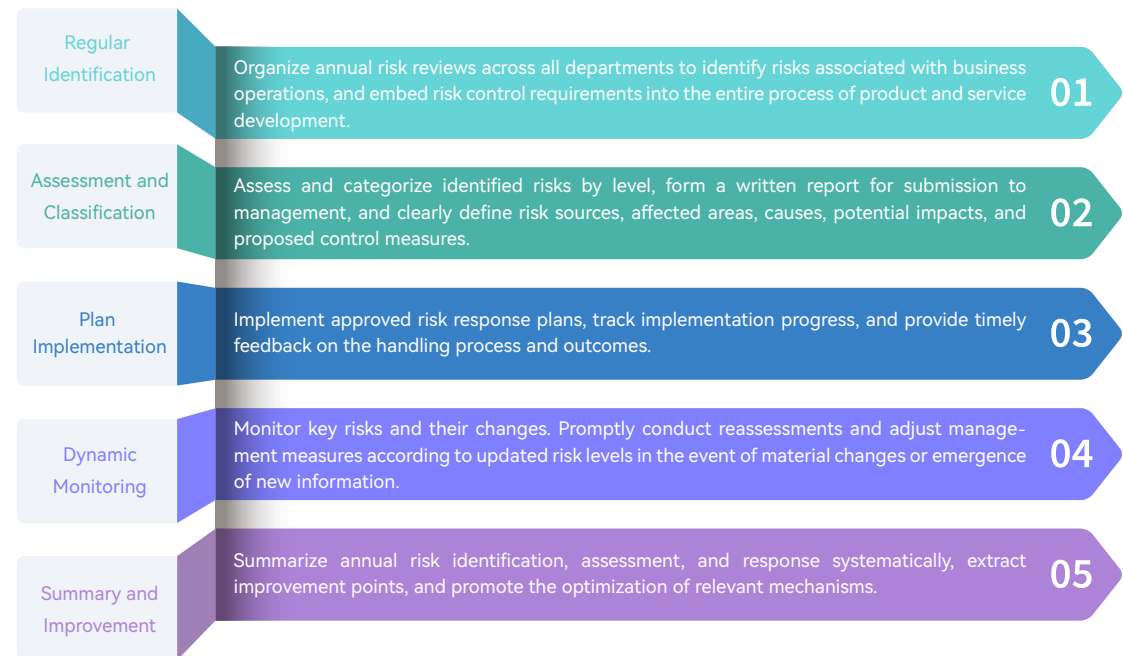 Regular
Identification
Organize annual risk reviews across all departments to identify risks associated with business
operations, and embed risk control requirements into the entire process of product and service
development.
01
Assessment and
Classification
Assess and categorize identified risks by level, form a written report for submission to
management, and clearly define risk sources, affected areas, causes, potential impacts, and
proposed control measures.
02
Plan
Implementation
Implement approved risk response plans, track implementation progress, and provide timely
feedback on the handling process and outcomes.
03
Dynamic
Monitoring
Monitor key risks and their changes. Promptly conduct reassessments and adjust manage-
ment measures according to updated risk levels in the event of material changes or emergence
of new information.
04
Summary and
Improvement
Summarize annual risk identification, assessment, and response systematically, extract
improvement points, and promote the optimization of relevant mechanisms.
05